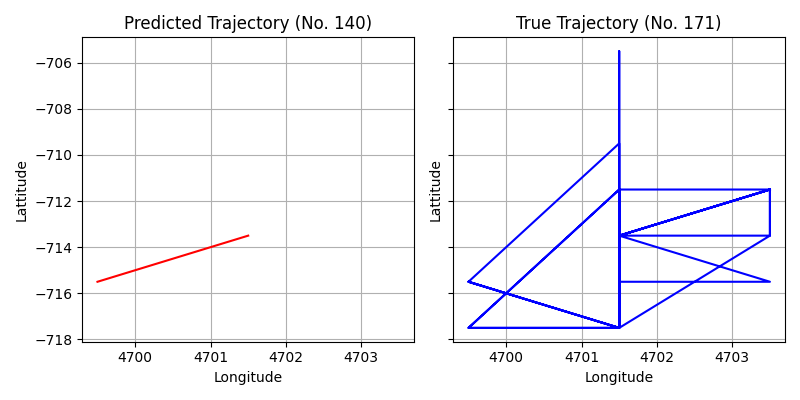 Predicted Trajectory (No. 140)
True Trajectory (No. 171)
−706
−708
−710
−712
−714
−716
−718
Lattitude
Lattitude
4700 4701 4702 4703
4700 4701 4702 4703
Longitude
Longitude